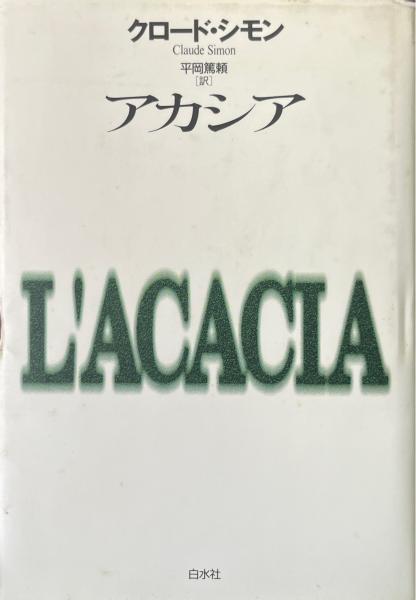 クロード・シモン
Claude Simon
平岡篤頼
[訳]
アカシア
L'ACACIA
白水社